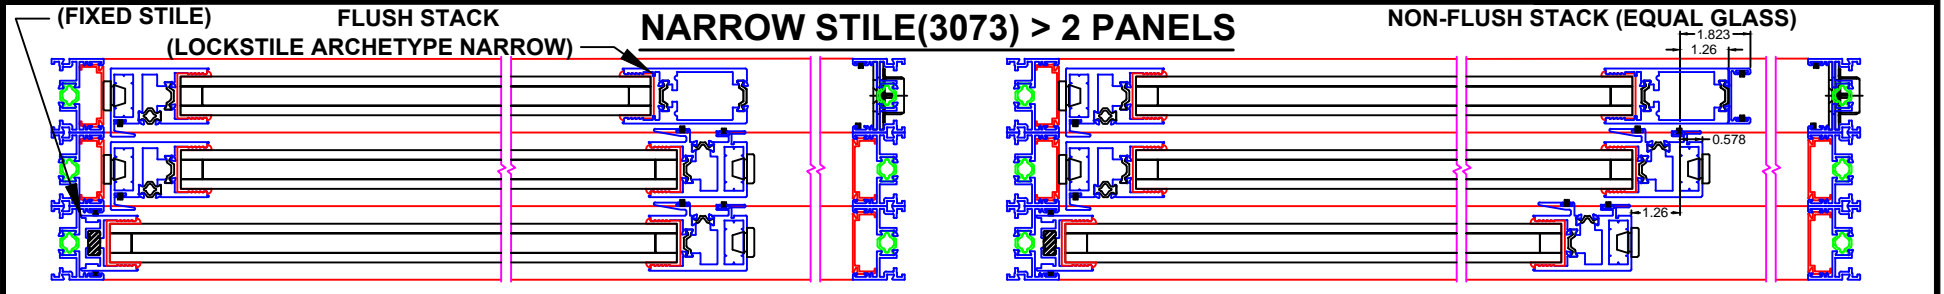 (FIXED STILE)
FLUSH STACK
(LOCKSTILE ARCHETYPE NARROW)
NARROW STILE(3073) > 2 PANELS
NON-FLUSH STACK (EQUAL GLASS)
1.823
1.26
0.578
1.26